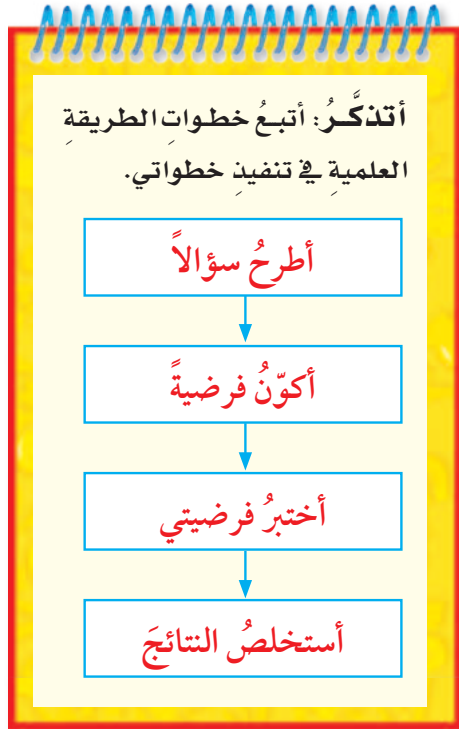 أتذكَّرُ: أتبعُ خطواتِ الطريقةِ
العلميةِ في تنفيذِ خطواتي.
أطرحُ سؤالاً
أكوّنُ فرضيةً
أختبرُ فرضيتي
أستخلصُ النتائجَ